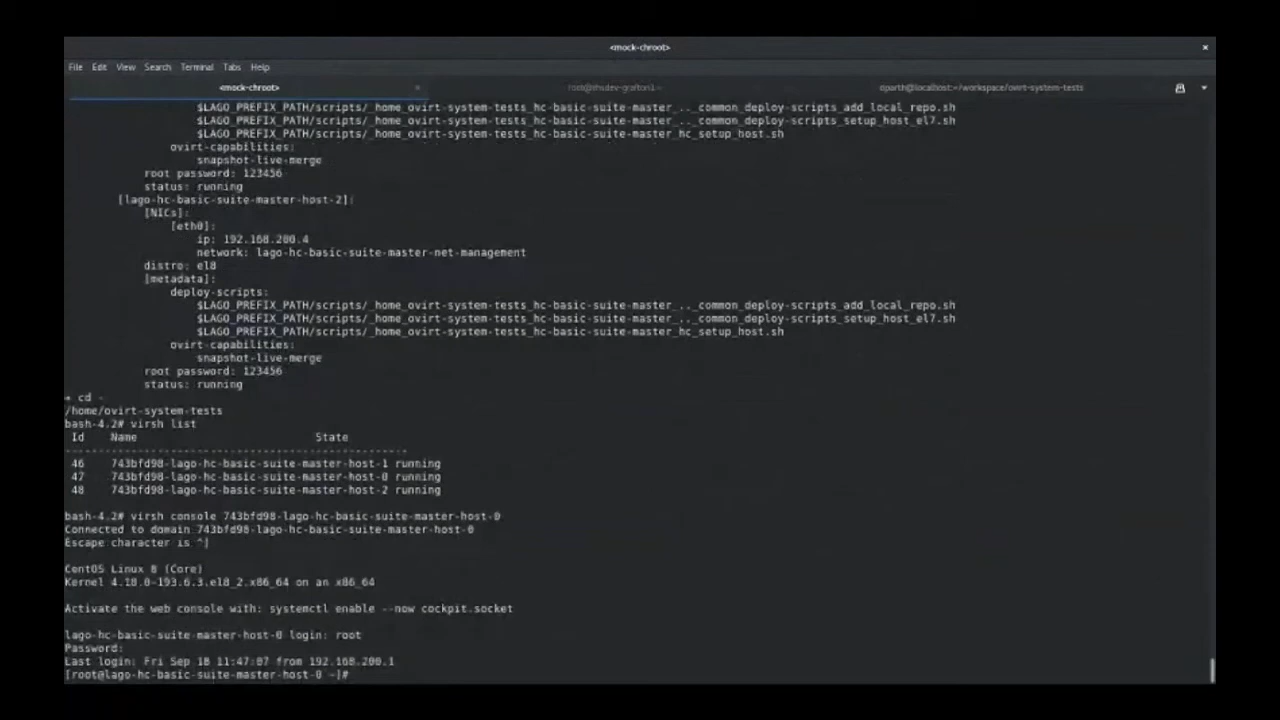 <mock-chroot>
File Edit View Search Terminal Tabs Help
<mock-chroot> root@rhsdev-grafton1:~ nparth@localhost:~/workspace/ovirt-system-tests
$LAGO_PREFIX_PATH/scripts/_home_ovirt-system-tests_hc-basic-suite-master_.._common_deploy-scripts_add_local_repo.sh
$LAGO_PREFIX_PATH/scripts/_home_ovirt-system-tests_hc-basic-suite-master_.._common_deploy-scripts_setup_host_el7.sh
$LAGO_PREFIX_PATH/scripts/_home_ovirt-system-tests_hc-basic-suite-master_hc_setup_host.sh
ovirt-capabilities:
snapshot-live-merge
root password: 123456
status: running
[lago-hc-basic-suite-master-host-2]:
[NICs]:
[eth0]:
ip: 192.168.200.4
network: lago-hc-basic-suite-master-net-management
distro: el8
[metadata]:
deploy-scripts:
$LAGO_PREFIX_PATH/scripts/_home_ovirt-system-tests_hc-basic-suite-master_.._common_deploy-scripts_add_local_repo.sh
$LAGO_PREFIX_PATH/scripts/_home_ovirt-system-tests_hc-basic-suite-master_.._common_deploy-scripts_setup_host_el7.sh
$LAGO_PREFIX_PATH/scripts/_home_ovirt-system-tests_hc-basic-suite-master_hc_setup_host.sh
ovirt-capabilities:
snapshot-live-merge
root password: 123456
status: running
+ cd -
/home/ovirt-system-tests
bash-4.2# virsh list
Id Name State
----------------------------------------------------
46 743bfd98-lago-hc-basic-suite-master-host-1 running
47 743bfd98-lago-hc-basic-suite-master-host-0 running
48 743bfd98-lago-hc-basic-suite-master-host-2 running
bash-4.2# virsh console 743bfd98-lago-hc-basic-suite-master-host-0
Connected to domain 743bfd98-lago-hc-basic-suite-master-host-0
Escape character is ^]
CentOS Linux 8 (Core)
Kernel 4.18.0-193.6.3.el8_2.x86_64 on an x86_64
Activate the web console with: systemctl enable --now cockpit.socket
lago-hc-basic-suite-master-host-0 login: root
Password:
Last login: Fri Sep 18 11:47:07 from 192.168.200.1
[root@lago-hc-basic-suite-master-host-0 ~]#